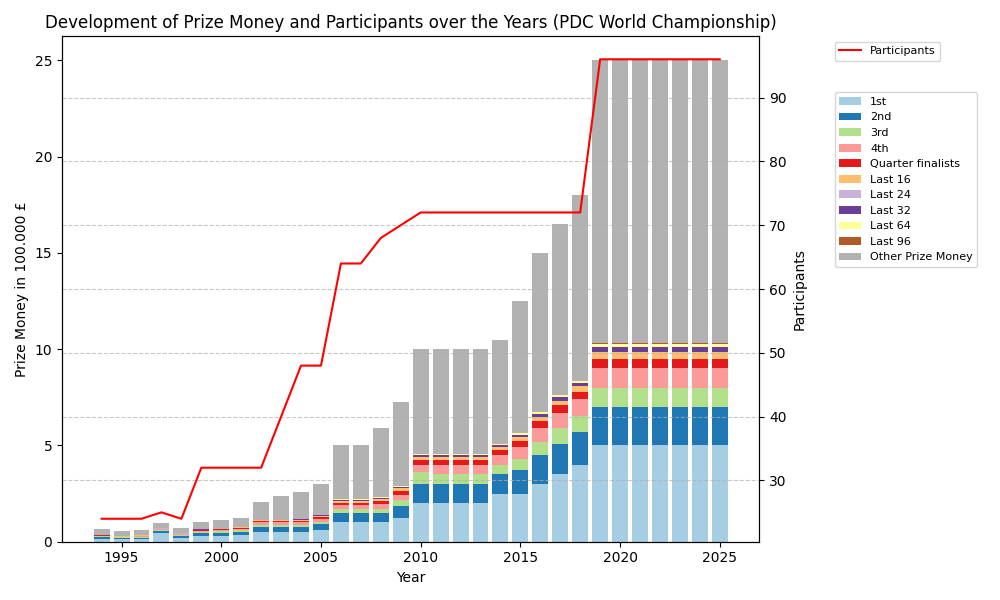 Development of Prize Money and Participants over the Years (PDC World Championship)
Prize Money in 100.000 £
25
20
15
10
5
0
1995
2000
2005
2010
2015
2020
2025
Year
90
80
70
60
50
40
30
Participants
Participants
1st
2nd
3rd
4th
Quarter finalists
Last 16
Last 24
Last 32
Last 64
Last 96
Other Prize Money